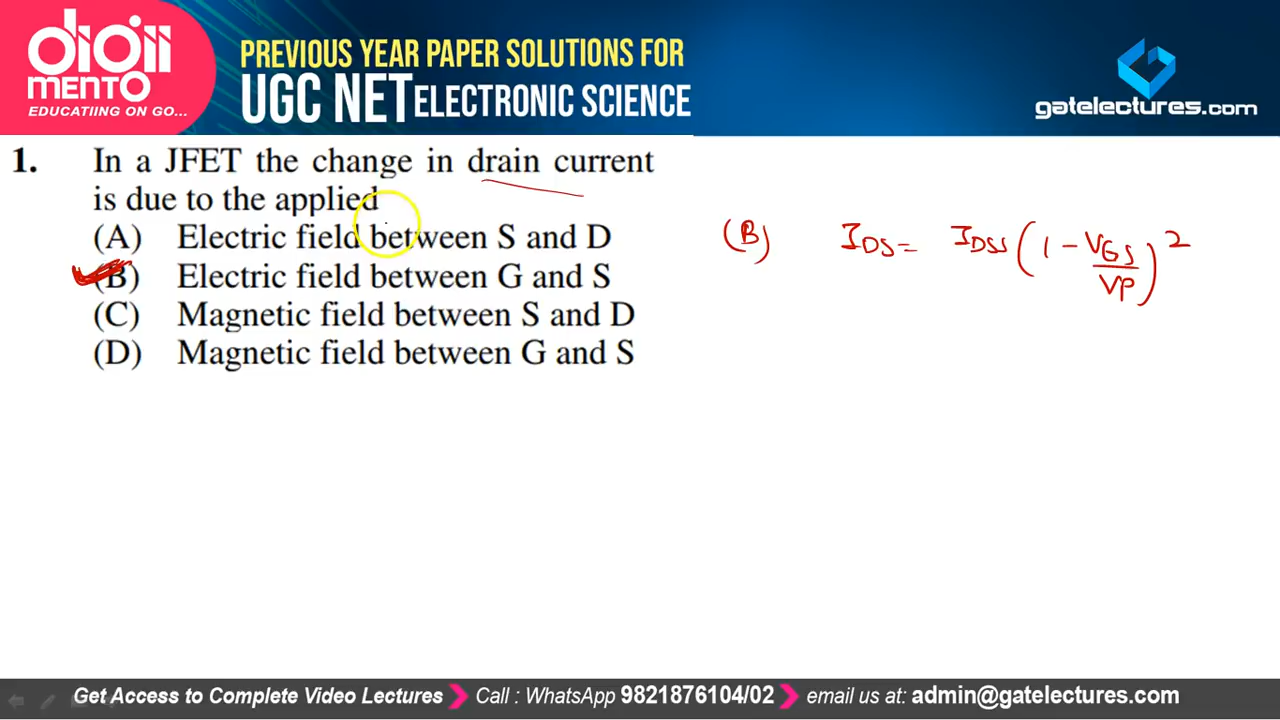 dioii
MENTO
EDUCATIING ON GO...
PREVIOUS YEAR PAPER SOLUTIONS FOR
UGC NET ELECTRONIC SCIENCE
gatelectures.com
1. In a JFET the change in drain current
is due to the applied
(A) Electric field between S and D
(B) Electric field between G and S
(C) Magnetic field between S and D
(D) Magnetic field between G and S
(B) IDS = IDSS (1 - VGS/VP)2
Get Access to Complete Video Lectures Call : WhatsApp 9821876104/02 email us at: admin@gatelectures.com